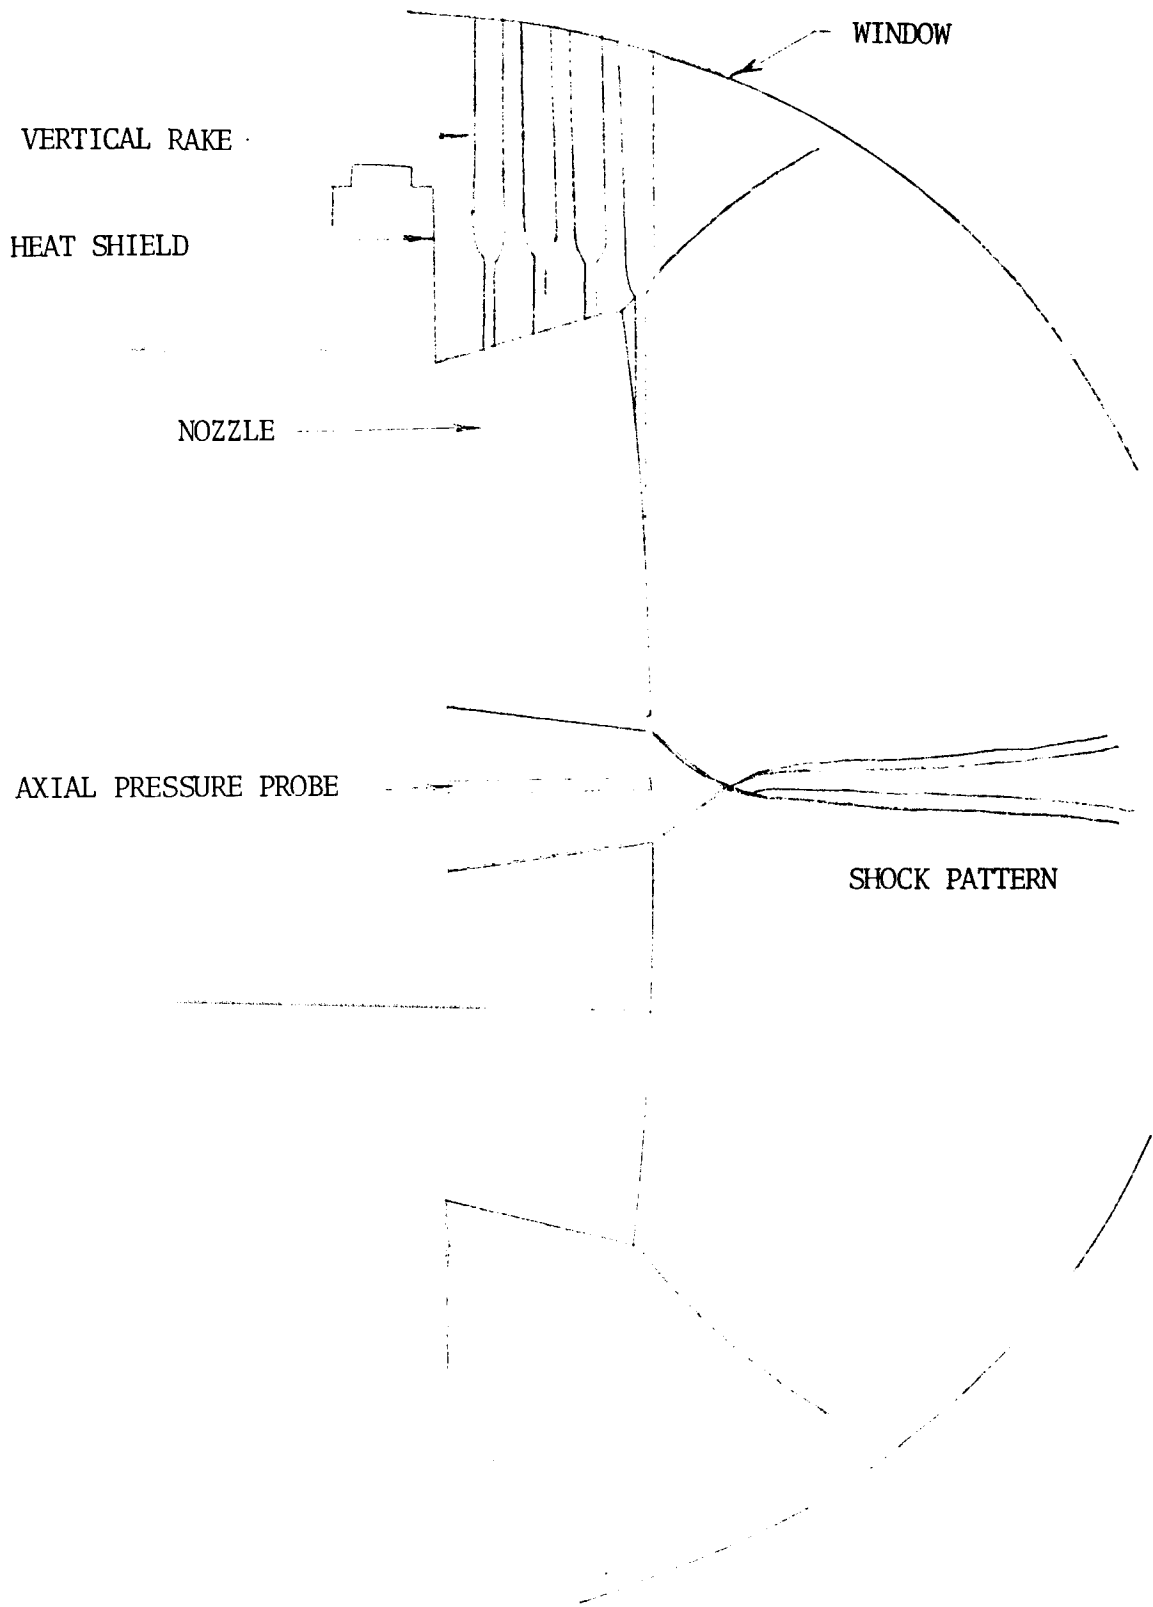 WINDOW
VERTICAL RAKE
HEAT SHIELD
NOZZLE
AXIAL PRESSURE PROBE
SHOCK PATTERN